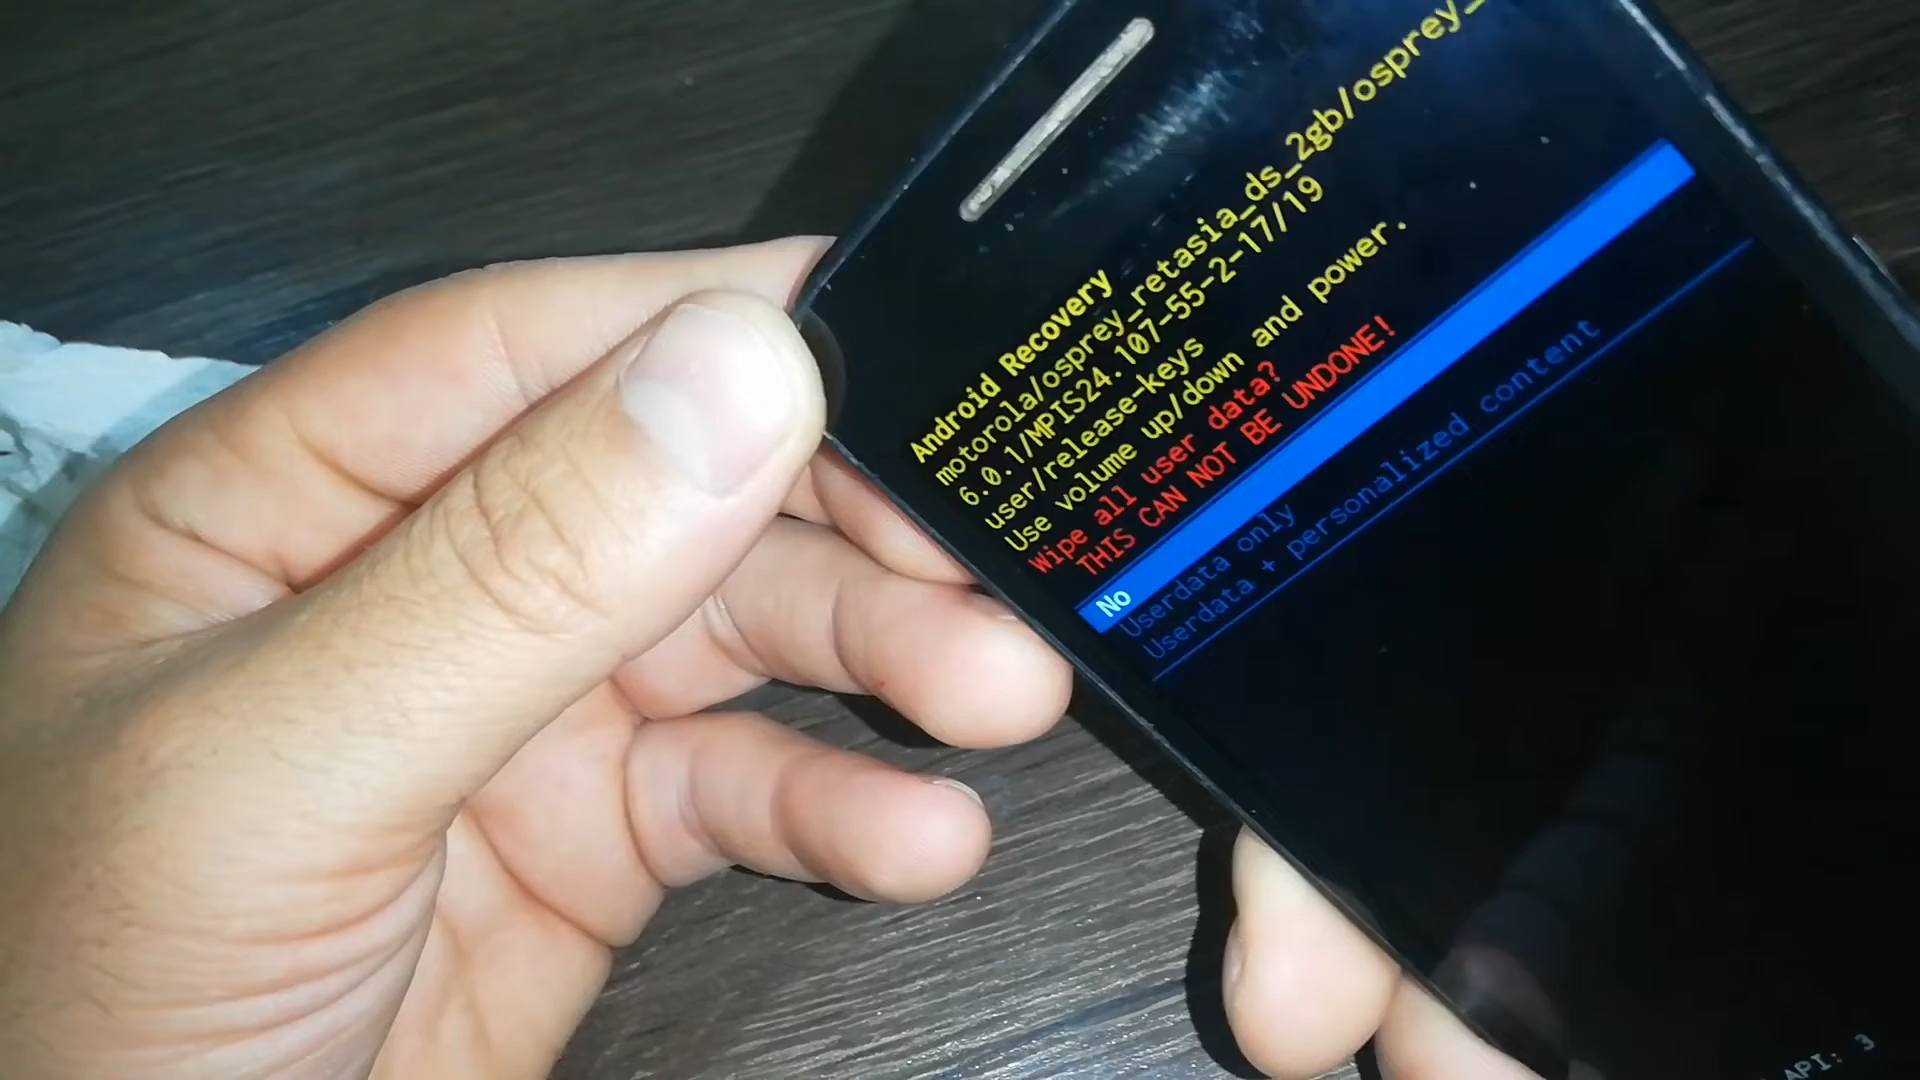 Android Recovery
motorola/osprey_retasia_ds_2gb/osprey_
6.0.1/MPIS24.107-55-2-17/19
user/release-keys
Use volume up/down and power.
Wipe all user data?
THIS CAN NOT BE UNDONE!
No
Userdata only
Userdata + personalized content
API: 3